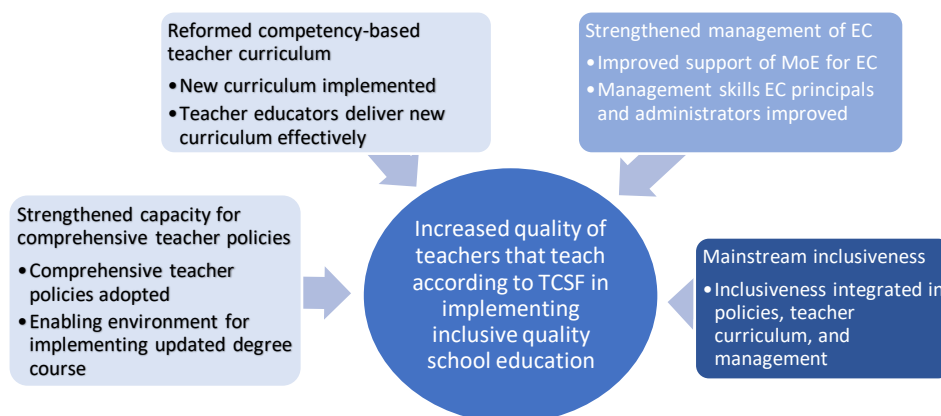 Reformed competency-based
teacher curriculum
•New curriculum implemented
•Teacher educators deliver new
curriculum effectively
Strengthened management of EC
•Improved support of MoE for EC
•Management skills EC principals
and administrators improved
Strengthened capacity for
comprehensive teacher policies
•Comprehensive teacher
policies adopted
•Enabling environment for
implementing updated degree
course
Increased quality of
teachers that teach
according to TCSF in
implementing
inclusive quality
school education
Mainstream inclusiveness
•Inclusiveness integrated in
policies, teacher
curriculum, and
management